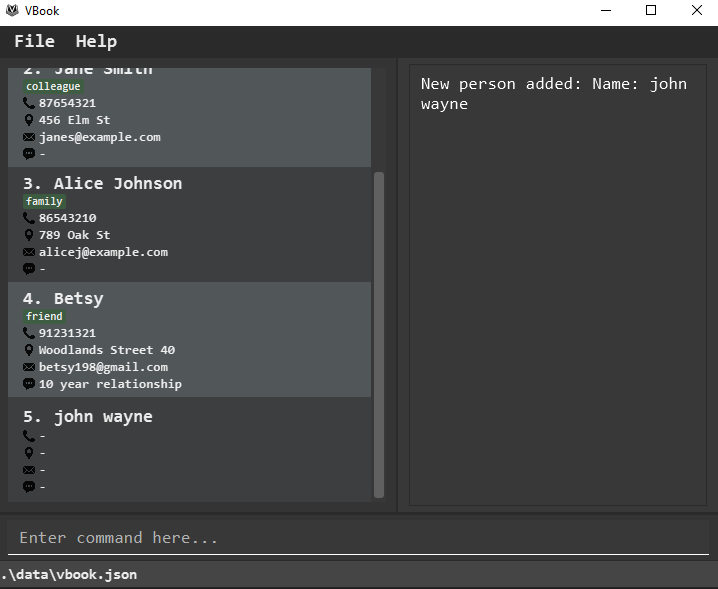 VBook
File Help
2. Jane Smith
colleague
87654321
456 Elm St
janes@example.com
-
3. Alice Johnson
family
86543210
789 Oak St
alicej@example.com
-
4. Betsy
friend
91231321
Woodlands Street 40
betsy198@gmail.com
10 year relationship
5. john wayne
-
-
-
-
New person added: Name: john
wayne
Enter command here...
.\data\vbook.json